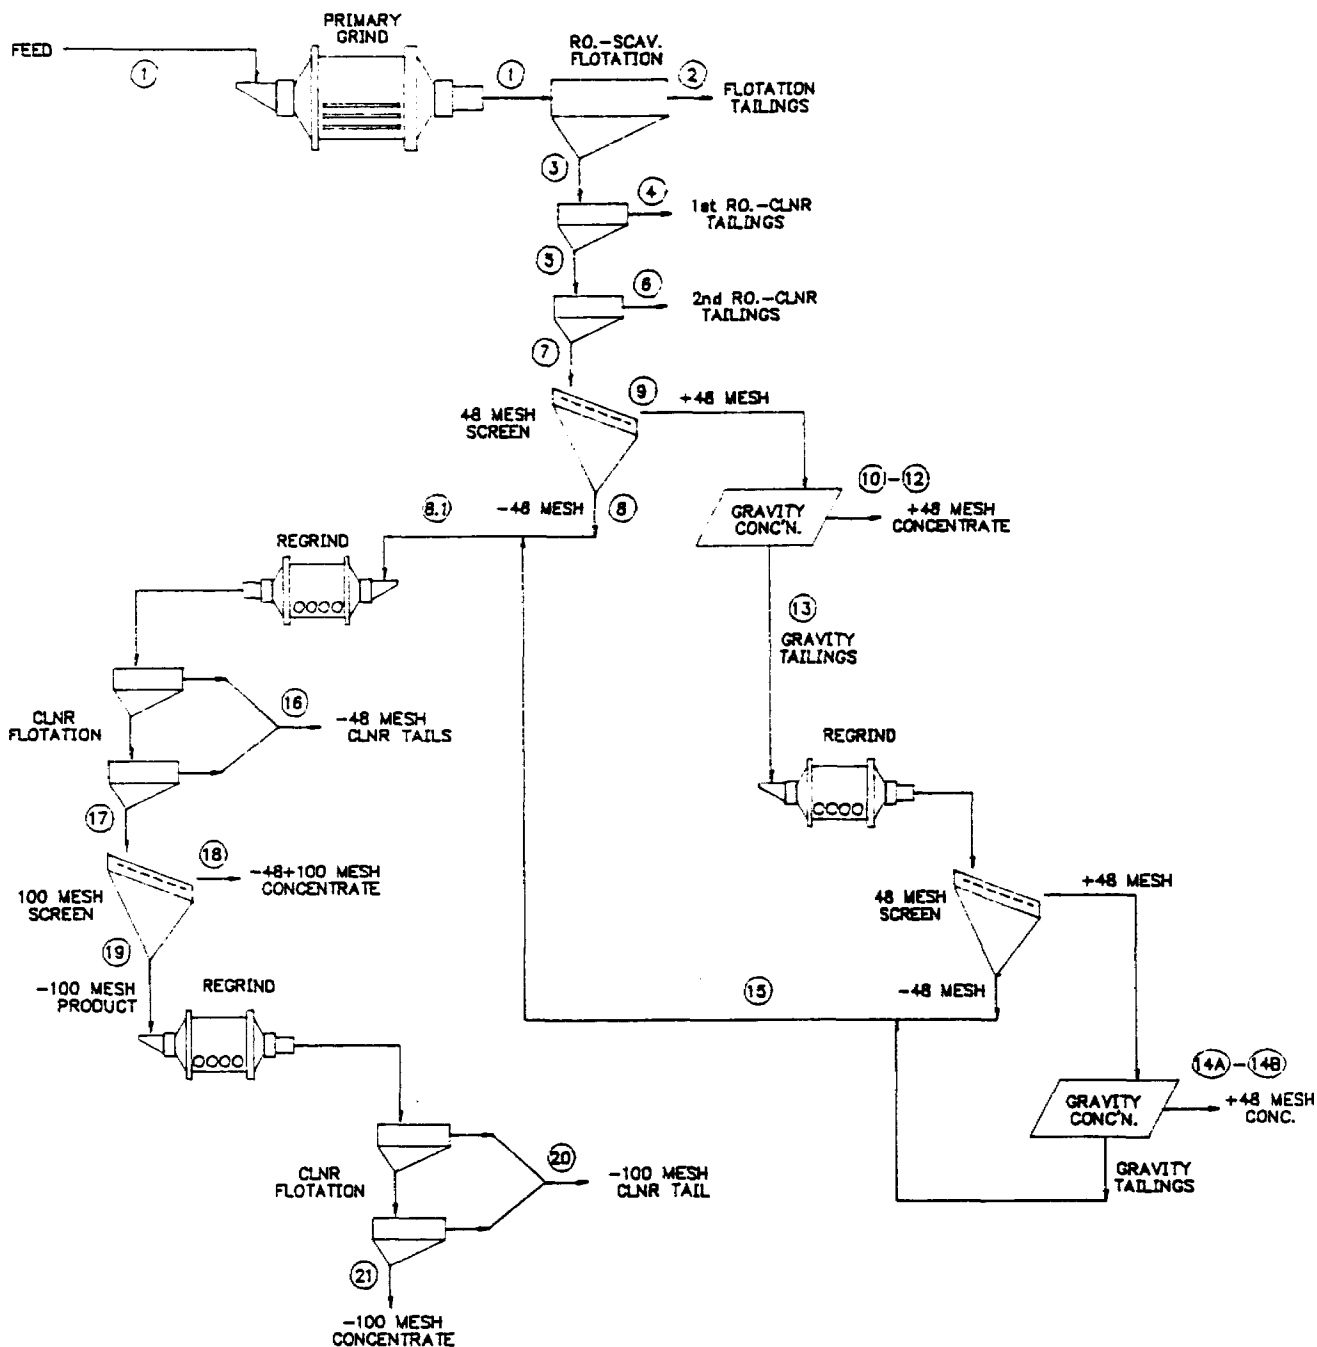 PRIMARY
GRIND
FEED
1
1
RO.-SCAV.
FLOTATION
2
FLOTATION
TAILINGS
3
4
1st RO.-CLNR
TAILINGS
5
6
2nd RO.-CLNR
TAILINGS
7
48 MESH
SCREEN
9
+48 MESH
8.1
-48 MESH
8
GRAVITY
CONC'N.
10-12
+48 MESH
CONCENTRATE
REGRIND
13
GRAVITY
TAILINGS
CLNR
FLOTATION
16
-48 MESH
CLNR TAILS
REGRIND
17
18
-48+100 MESH
CONCENTRATE
100 MESH
SCREEN
48 MESH
SCREEN
+48 MESH
19
-100 MESH
PRODUCT
REGRIND
15
-48 MESH
14A-14B
GRAVITY
CONC'N.
+48 MESH
CONC.
CLNR
FLOTATION
20
-100 MESH
CLNR TAIL
GRAVITY
TAILINGS
21
-100 MESH
CONCENTRATE